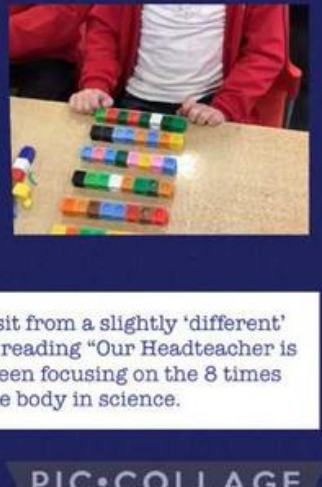 sit from a slightly ‘different’
reading “Our Headteacher is
een focusing on the 8 times
e body in science.
PIC•COLLAGE